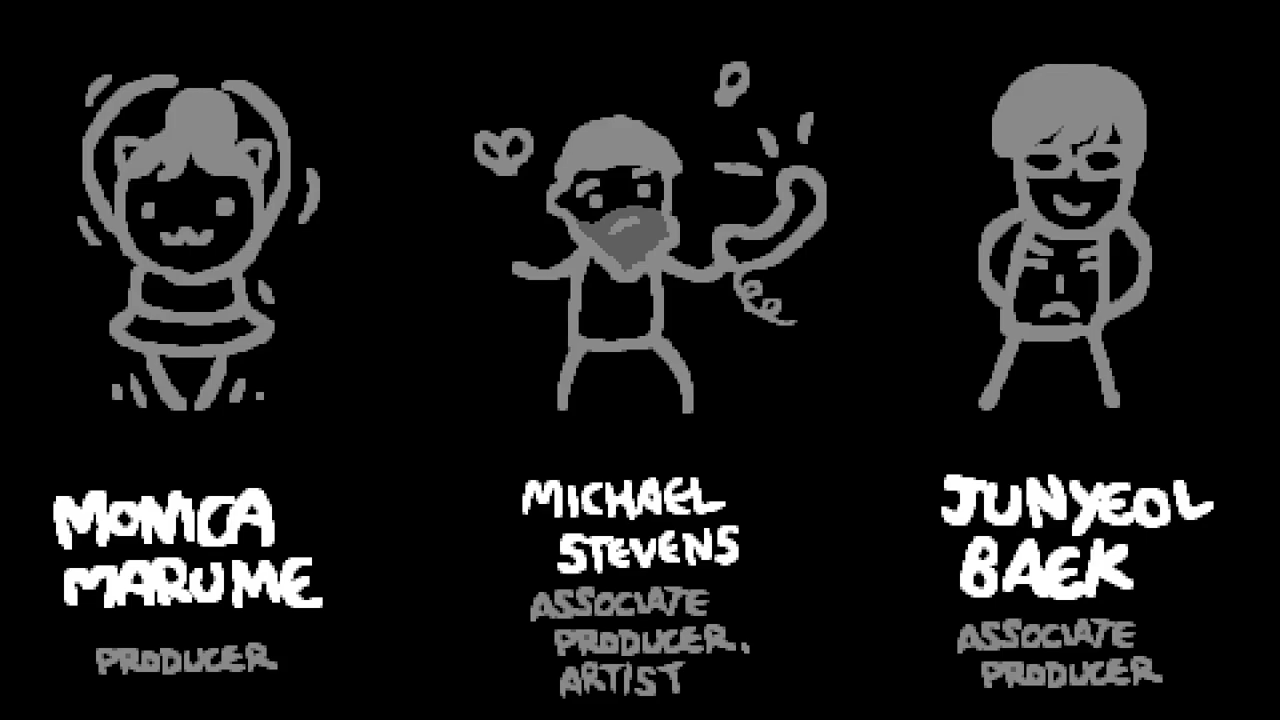 MONICA
MARUME
PRODUCER
MICHAEL
STEVENS
ASSOCIATE
PRODUCER.
ARTIST
JUNYEOL
BAEK
ASSOCIATE
PRODUCER